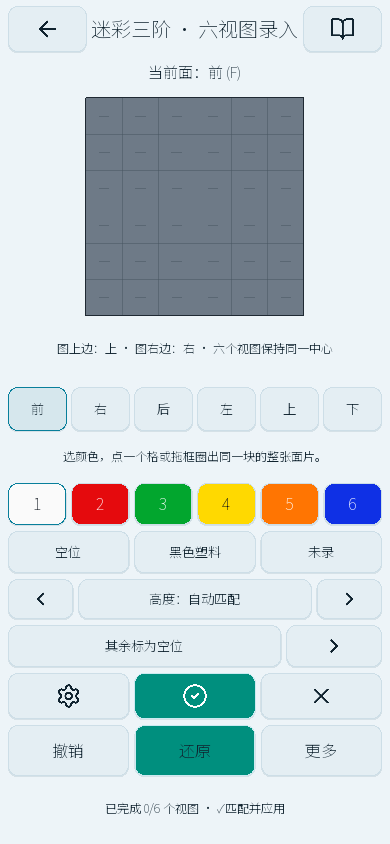 迷彩三阶 · 六视图录入
当前面：前 (F)
图上边：上 · 图右边：右 · 六个视图保持同一中心
前 右 后 左 上 下
选颜色，点一个格或拖框圈出同一块的整张面片。
1 2 3 4 5 6
空位 黑色塑料 未录
高度：自动匹配
其余标为空位
撤销 还原 更多
已完成 0/6 个视图 · ✓匹配并应用